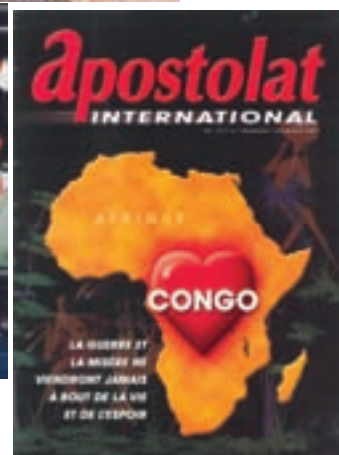 apostolat
INTERNATIONAL
AFRIQUE
CONGO
LA GUERRE ET
LA MISÈRE NE
VIENDRONT JAMAIS
À BOUT DE LA VIE
ET DE L'ESPOIR